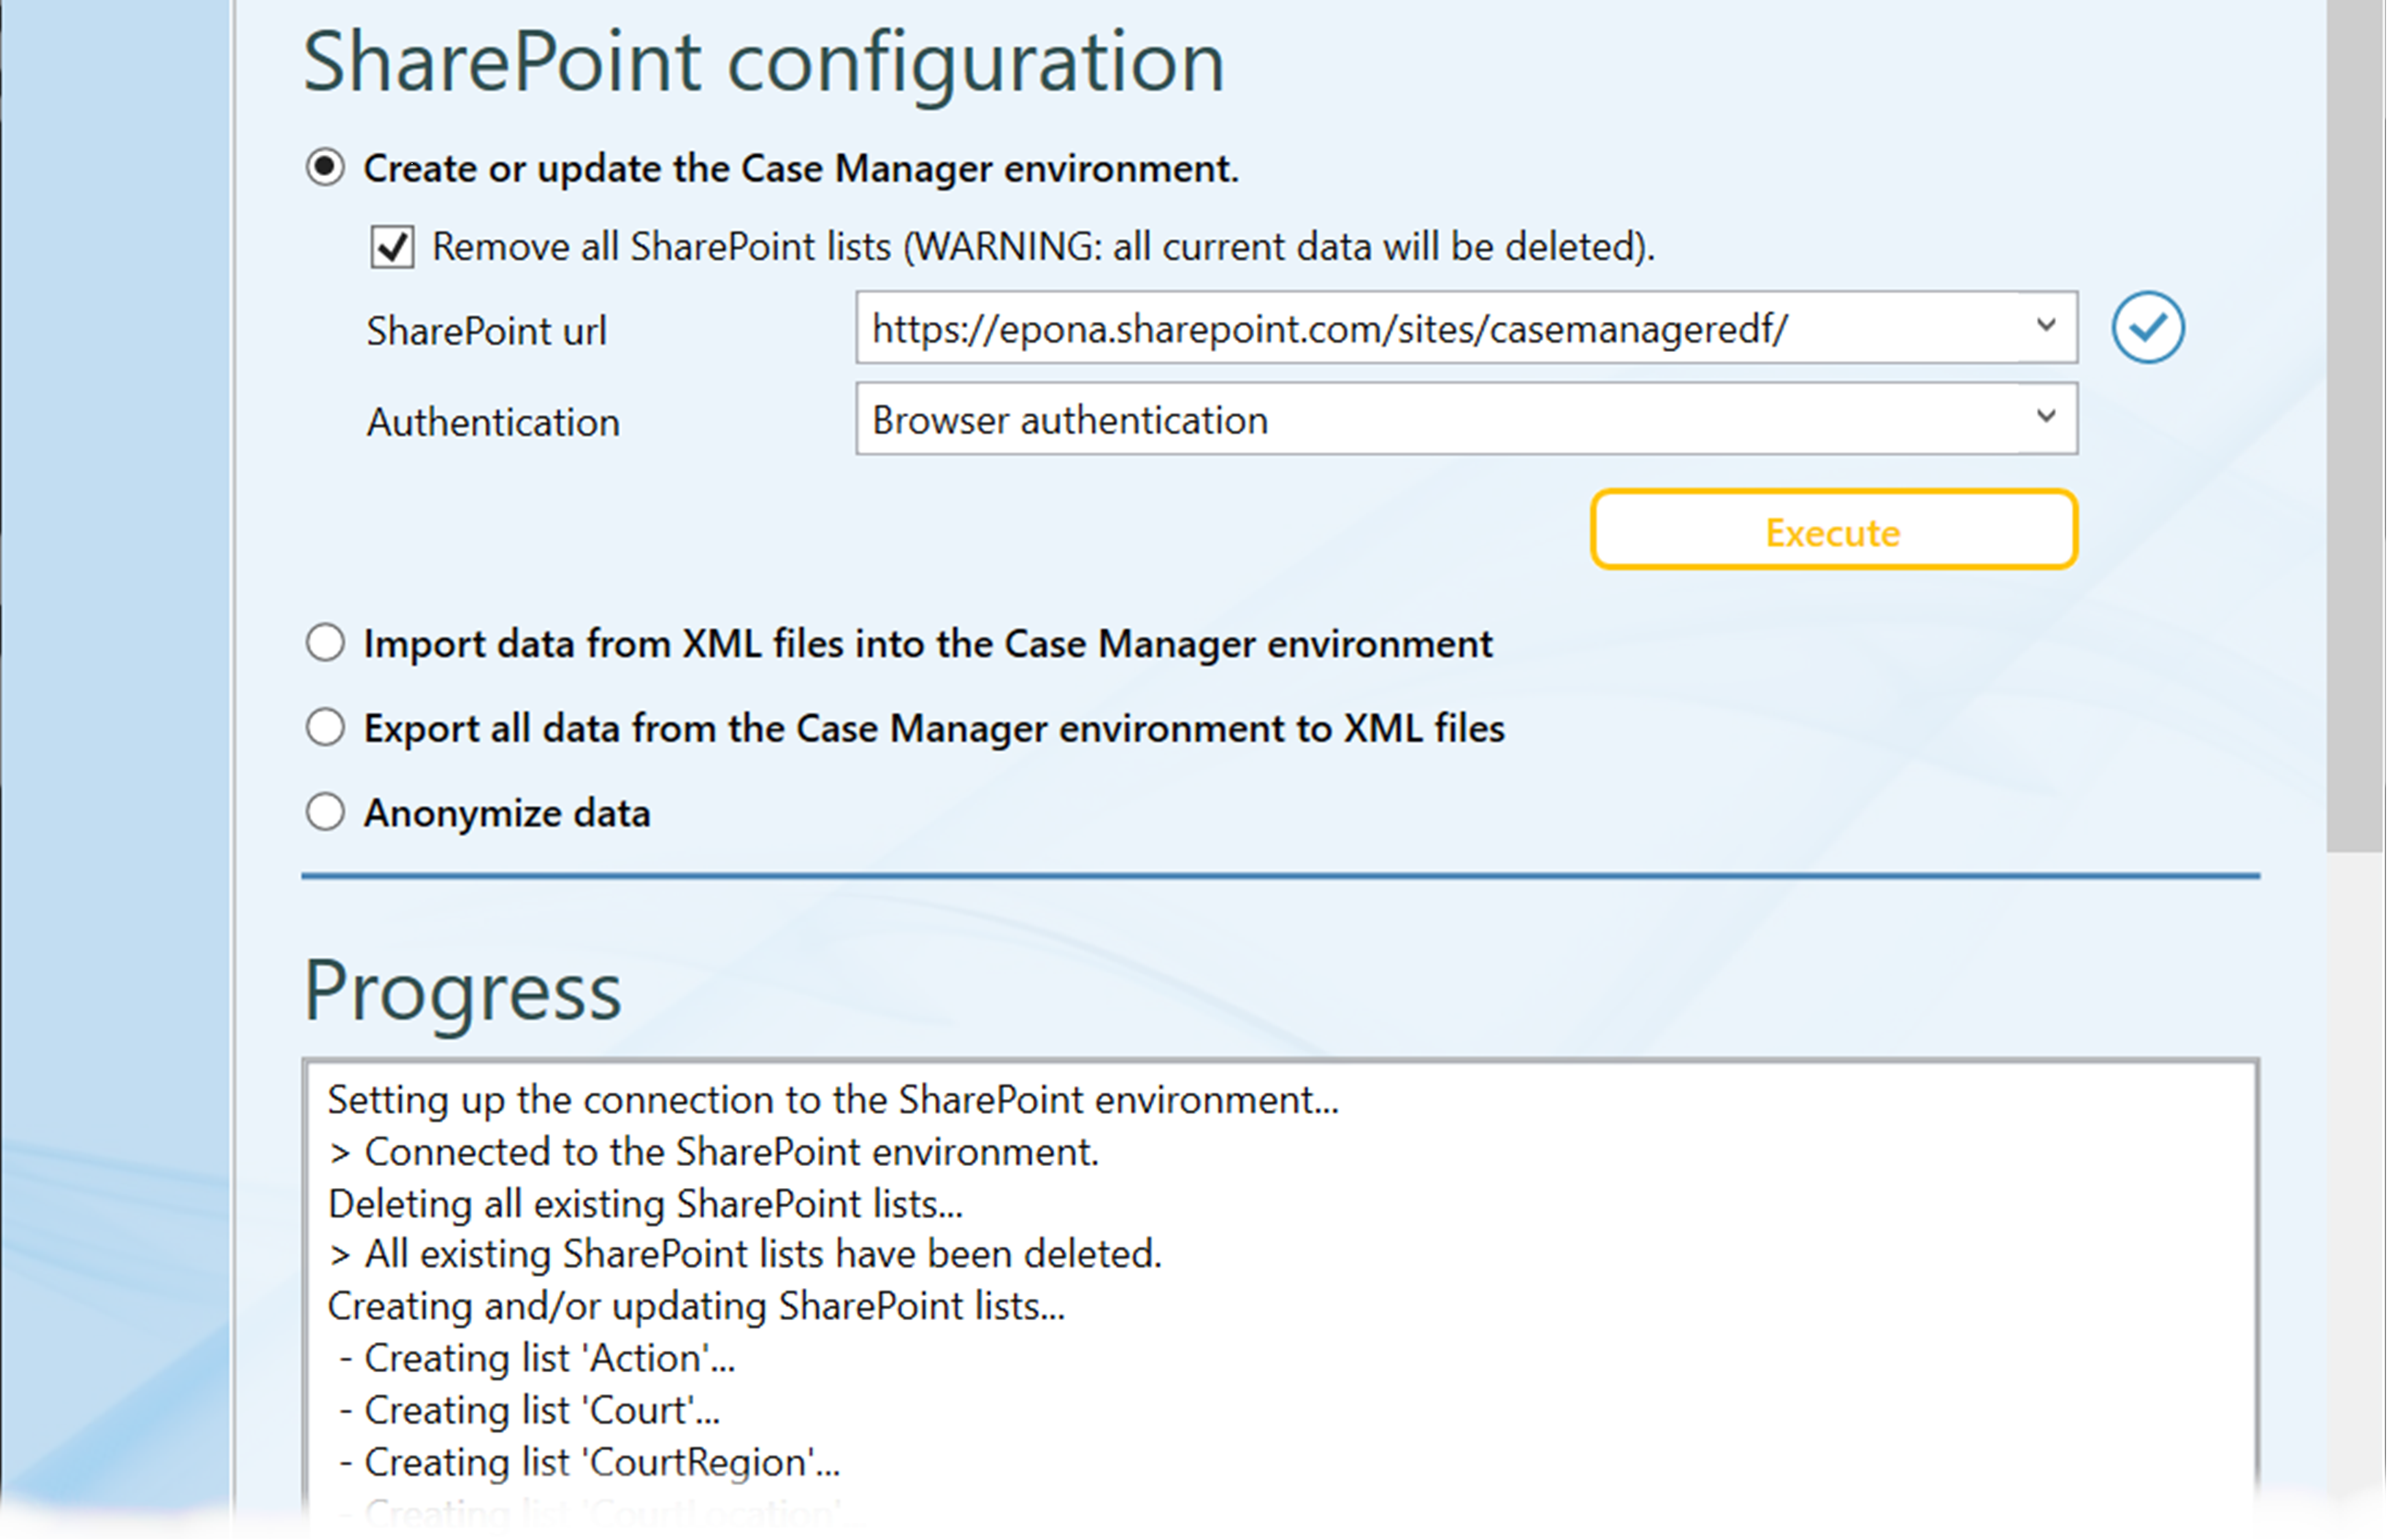 SharePoint configuration
Create or update the Case Manager environment.
Remove all SharePoint lists (WARNING: all current data will be deleted).
SharePoint url
https://epona.sharepoint.com/sites/casemanageredf/
Authentication
Browser authentication
Execute
Import data from XML files into the Case Manager environment
Export all data from the Case Manager environment to XML files
Anonymize data
Progress
Setting up the connection to the SharePoint environment...
> Connected to the SharePoint environment.
Deleting all existing SharePoint lists...
> All existing SharePoint lists have been deleted.
Creating and/or updating SharePoint lists...
- Creating list 'Action'...
- Creating list 'Court'...
- Creating list 'CourtRegion'...
- Creating list 'CourtLocation'...